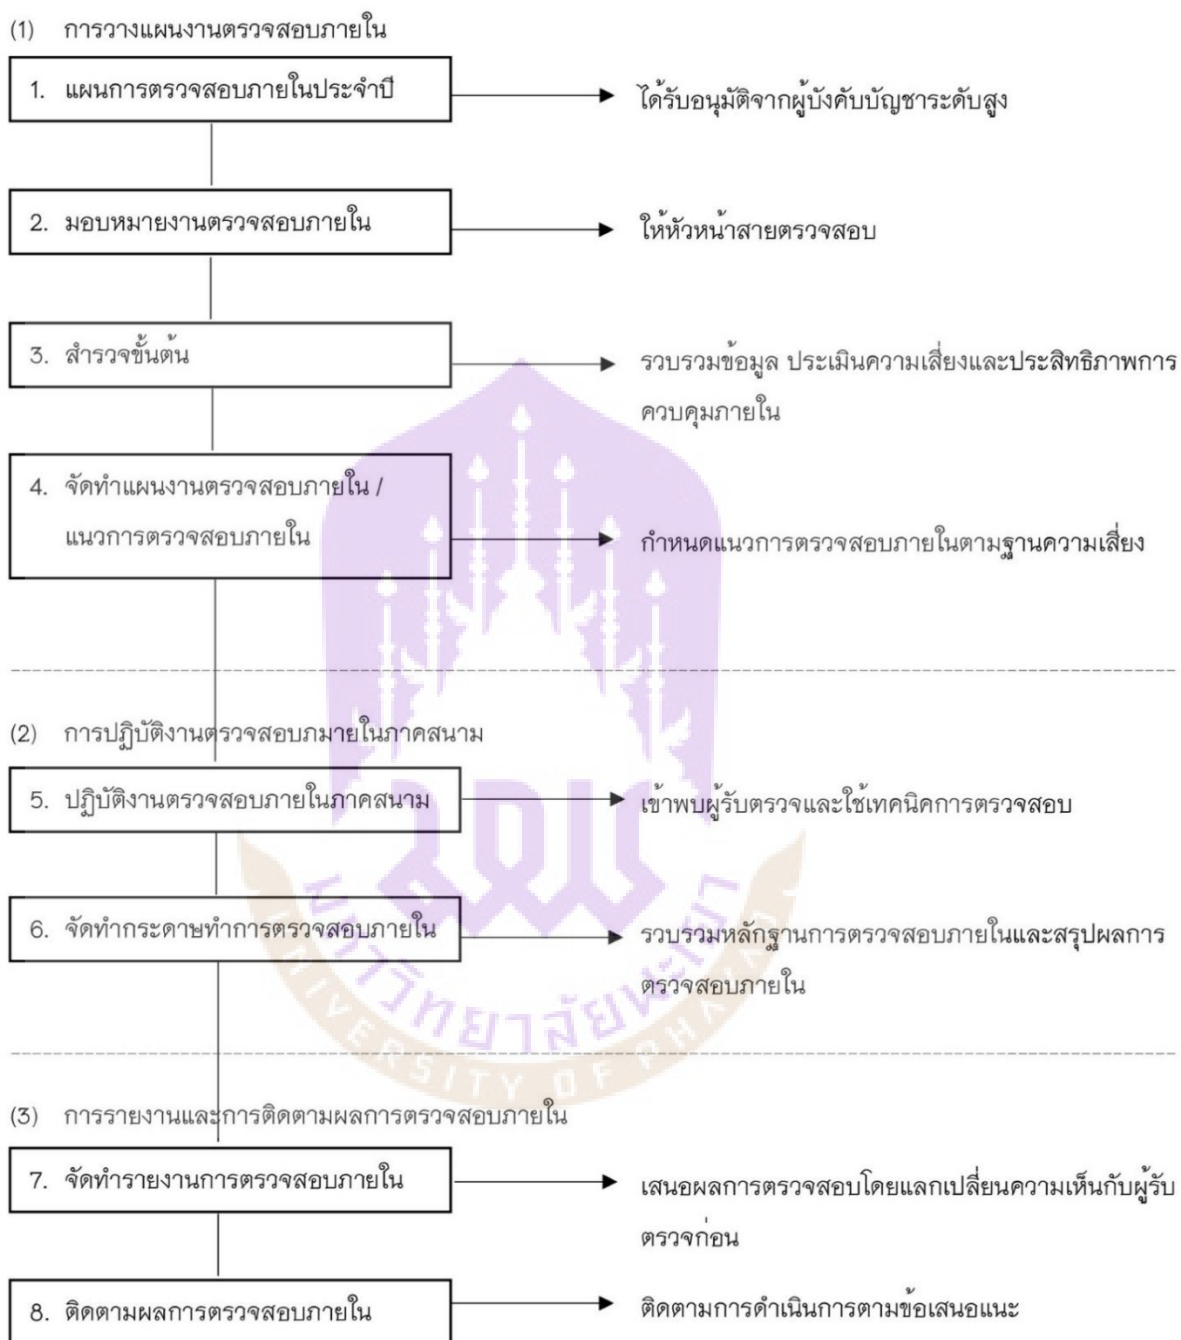 (1) การวางแผนงานตรวจสอบภายใน
1. แผนการตรวจสอบภายในประจำปี
ได้รับอนุมัติจากผู้บังคับบัญชาระดับสูง
2. มอบหมายงานตรวจสอบภายใน
ให้หัวหน้าสายตรวจสอบ
3. สำรวจขั้นต้น
รวบรวมข้อมูล ประเมินความเสี่ยงและประสิทธิภาพการ
ควบคุมภายใน
4. จัดทำแผนงานตรวจสอบภายใน /
แนวการตรวจสอบภายใน
กำหนดแนวการตรวจสอบภายในตามฐานความเสี่ยง
(2) การปฏิบัติงานตรวจสอบภมายในภาคสนาม
5. ปฏิบัติงานตรวจสอบภายในภาคสนาม
เข้าพบผู้รับตรวจและใช้เทคนิคการตรวจสอบ
6. จัดทำกระดาษทำการตรวจสอบภายใน
รวบรวมหลักฐานการตรวจสอบภายในและสรุปผลการ
ตรวจสอบภายใน
มหาวิทยาลัยพะเยา
UNIVERSITY OF PHAYAO
(3) การรายงานและการติดตามผลการตรวจสอบภายใน
7. จัดทำรายงานการตรวจสอบภายใน
เสนอผลการตรวจสอบโดยแลกเปลี่ยนความเห็นกับผู้รับ
ตรวจก่อน
8. ติดตามผลการตรวจสอบภายใน
ติดตามการดำเนินการตามข้อเสนอแนะ